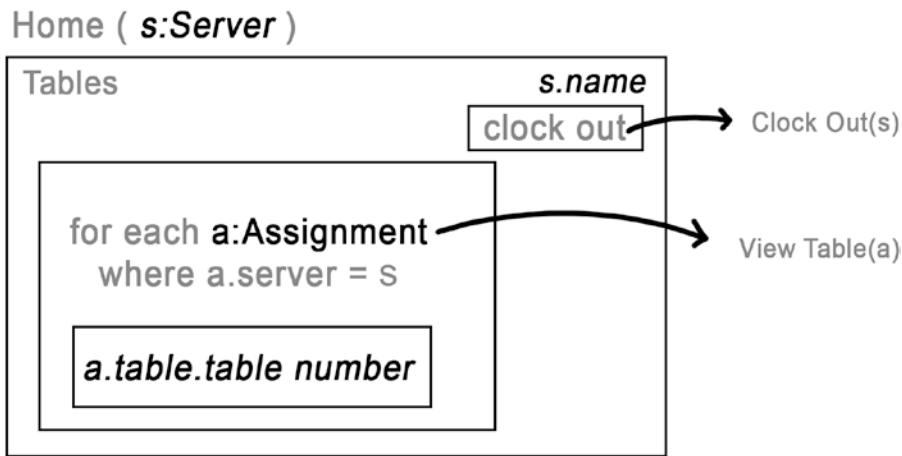 Home ( s:Server )
Tables
s.name
clock out
Clock Out(s)
for each a:Assignment
View Table(a)
where a.server = s
a.table.table number